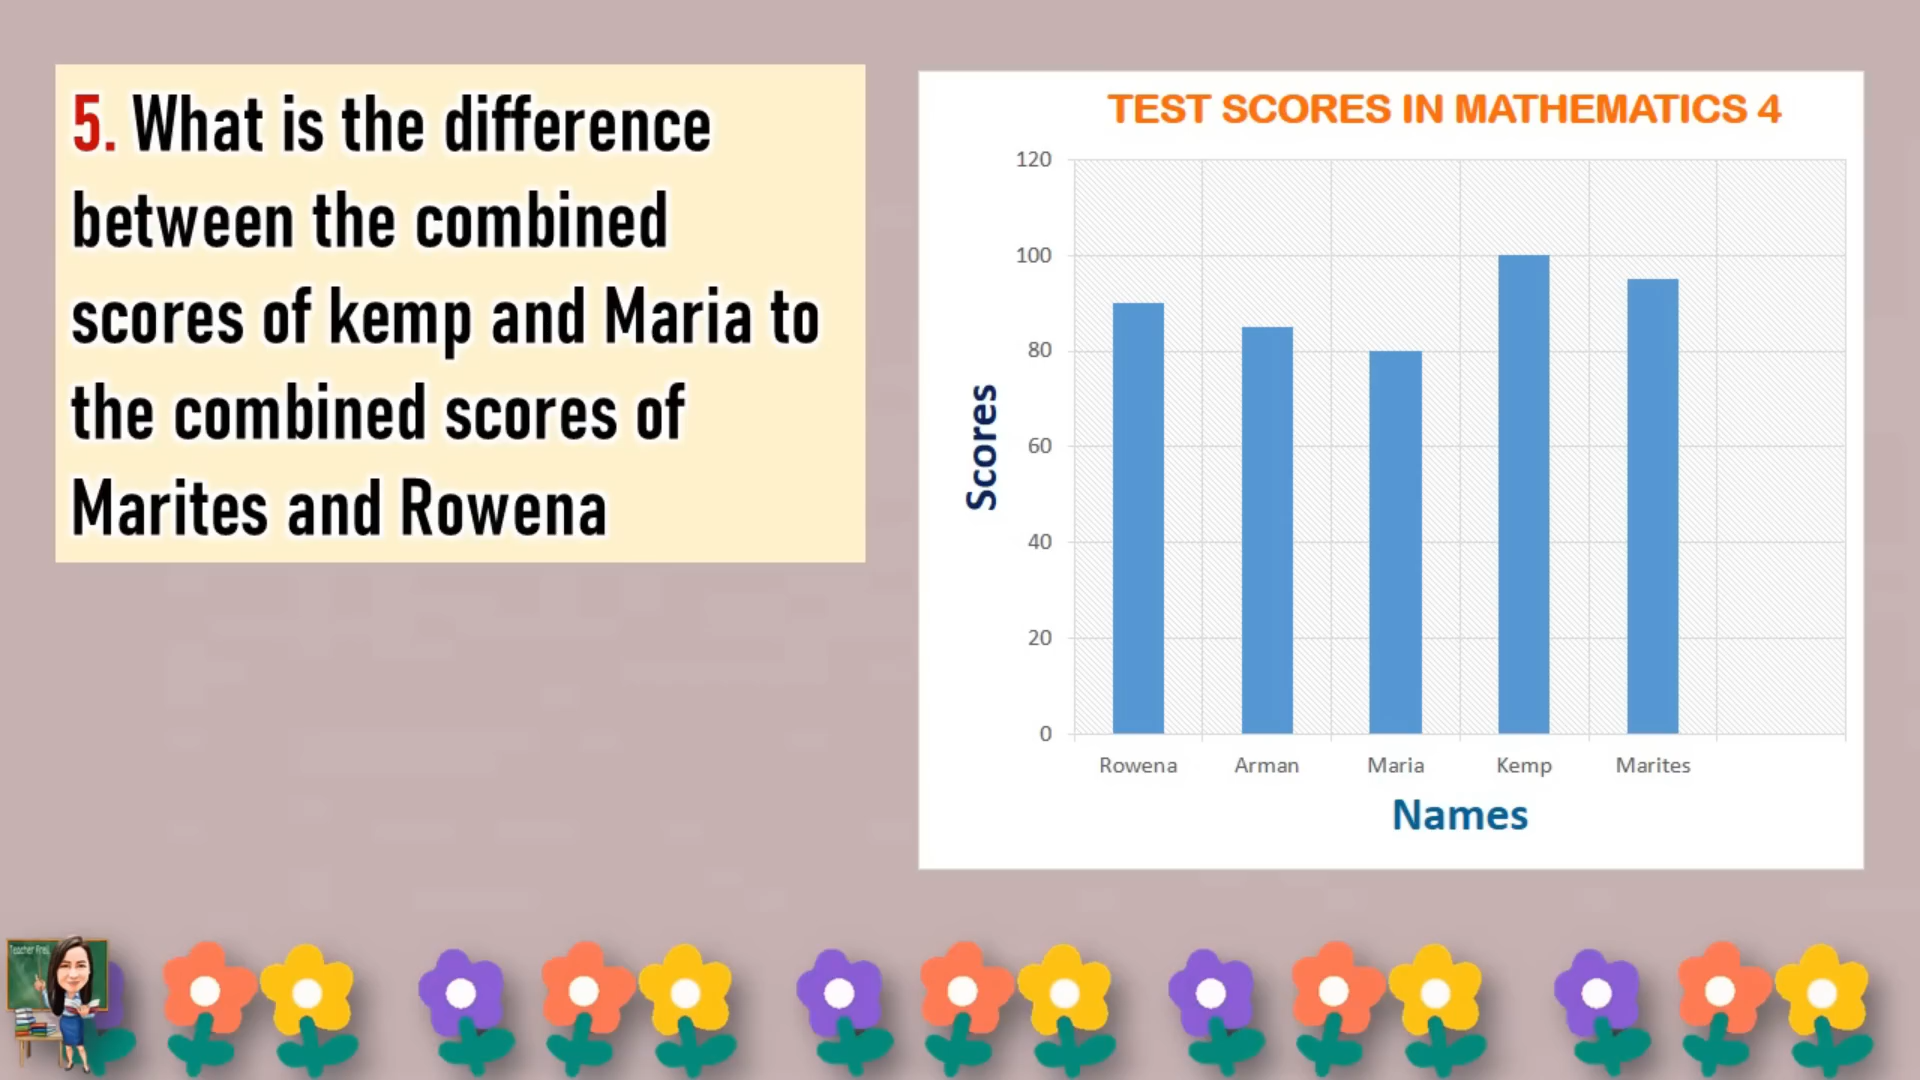 5. What is the difference
between the combined
scores of kemp and Maria to
the combined scores of
Marites and Rowena
TEST SCORES IN MATHEMATICS 4
120
100
80
60
40
20
0
Scores
Rowena Arman Maria Kemp Marites
Names